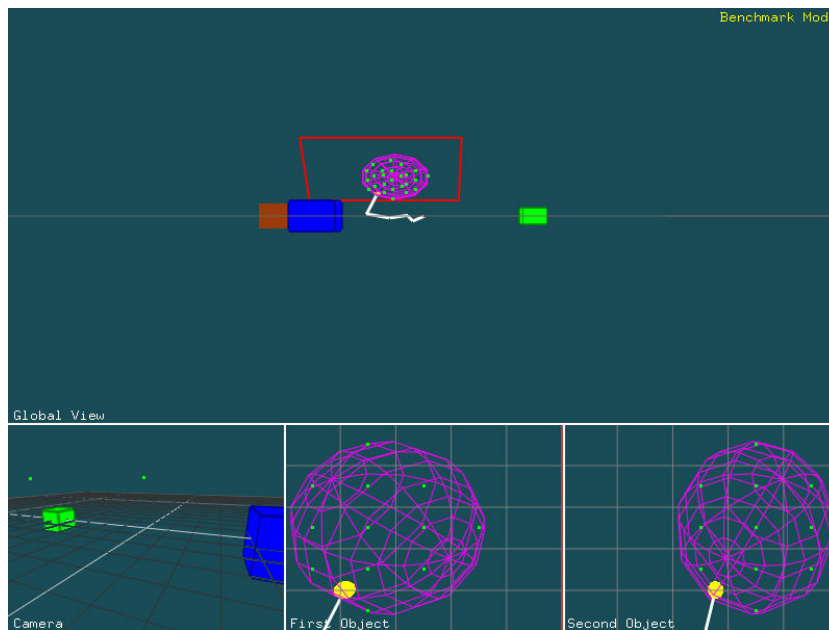 Benchmark Mod
Global View
Camera
First Object
Second Object